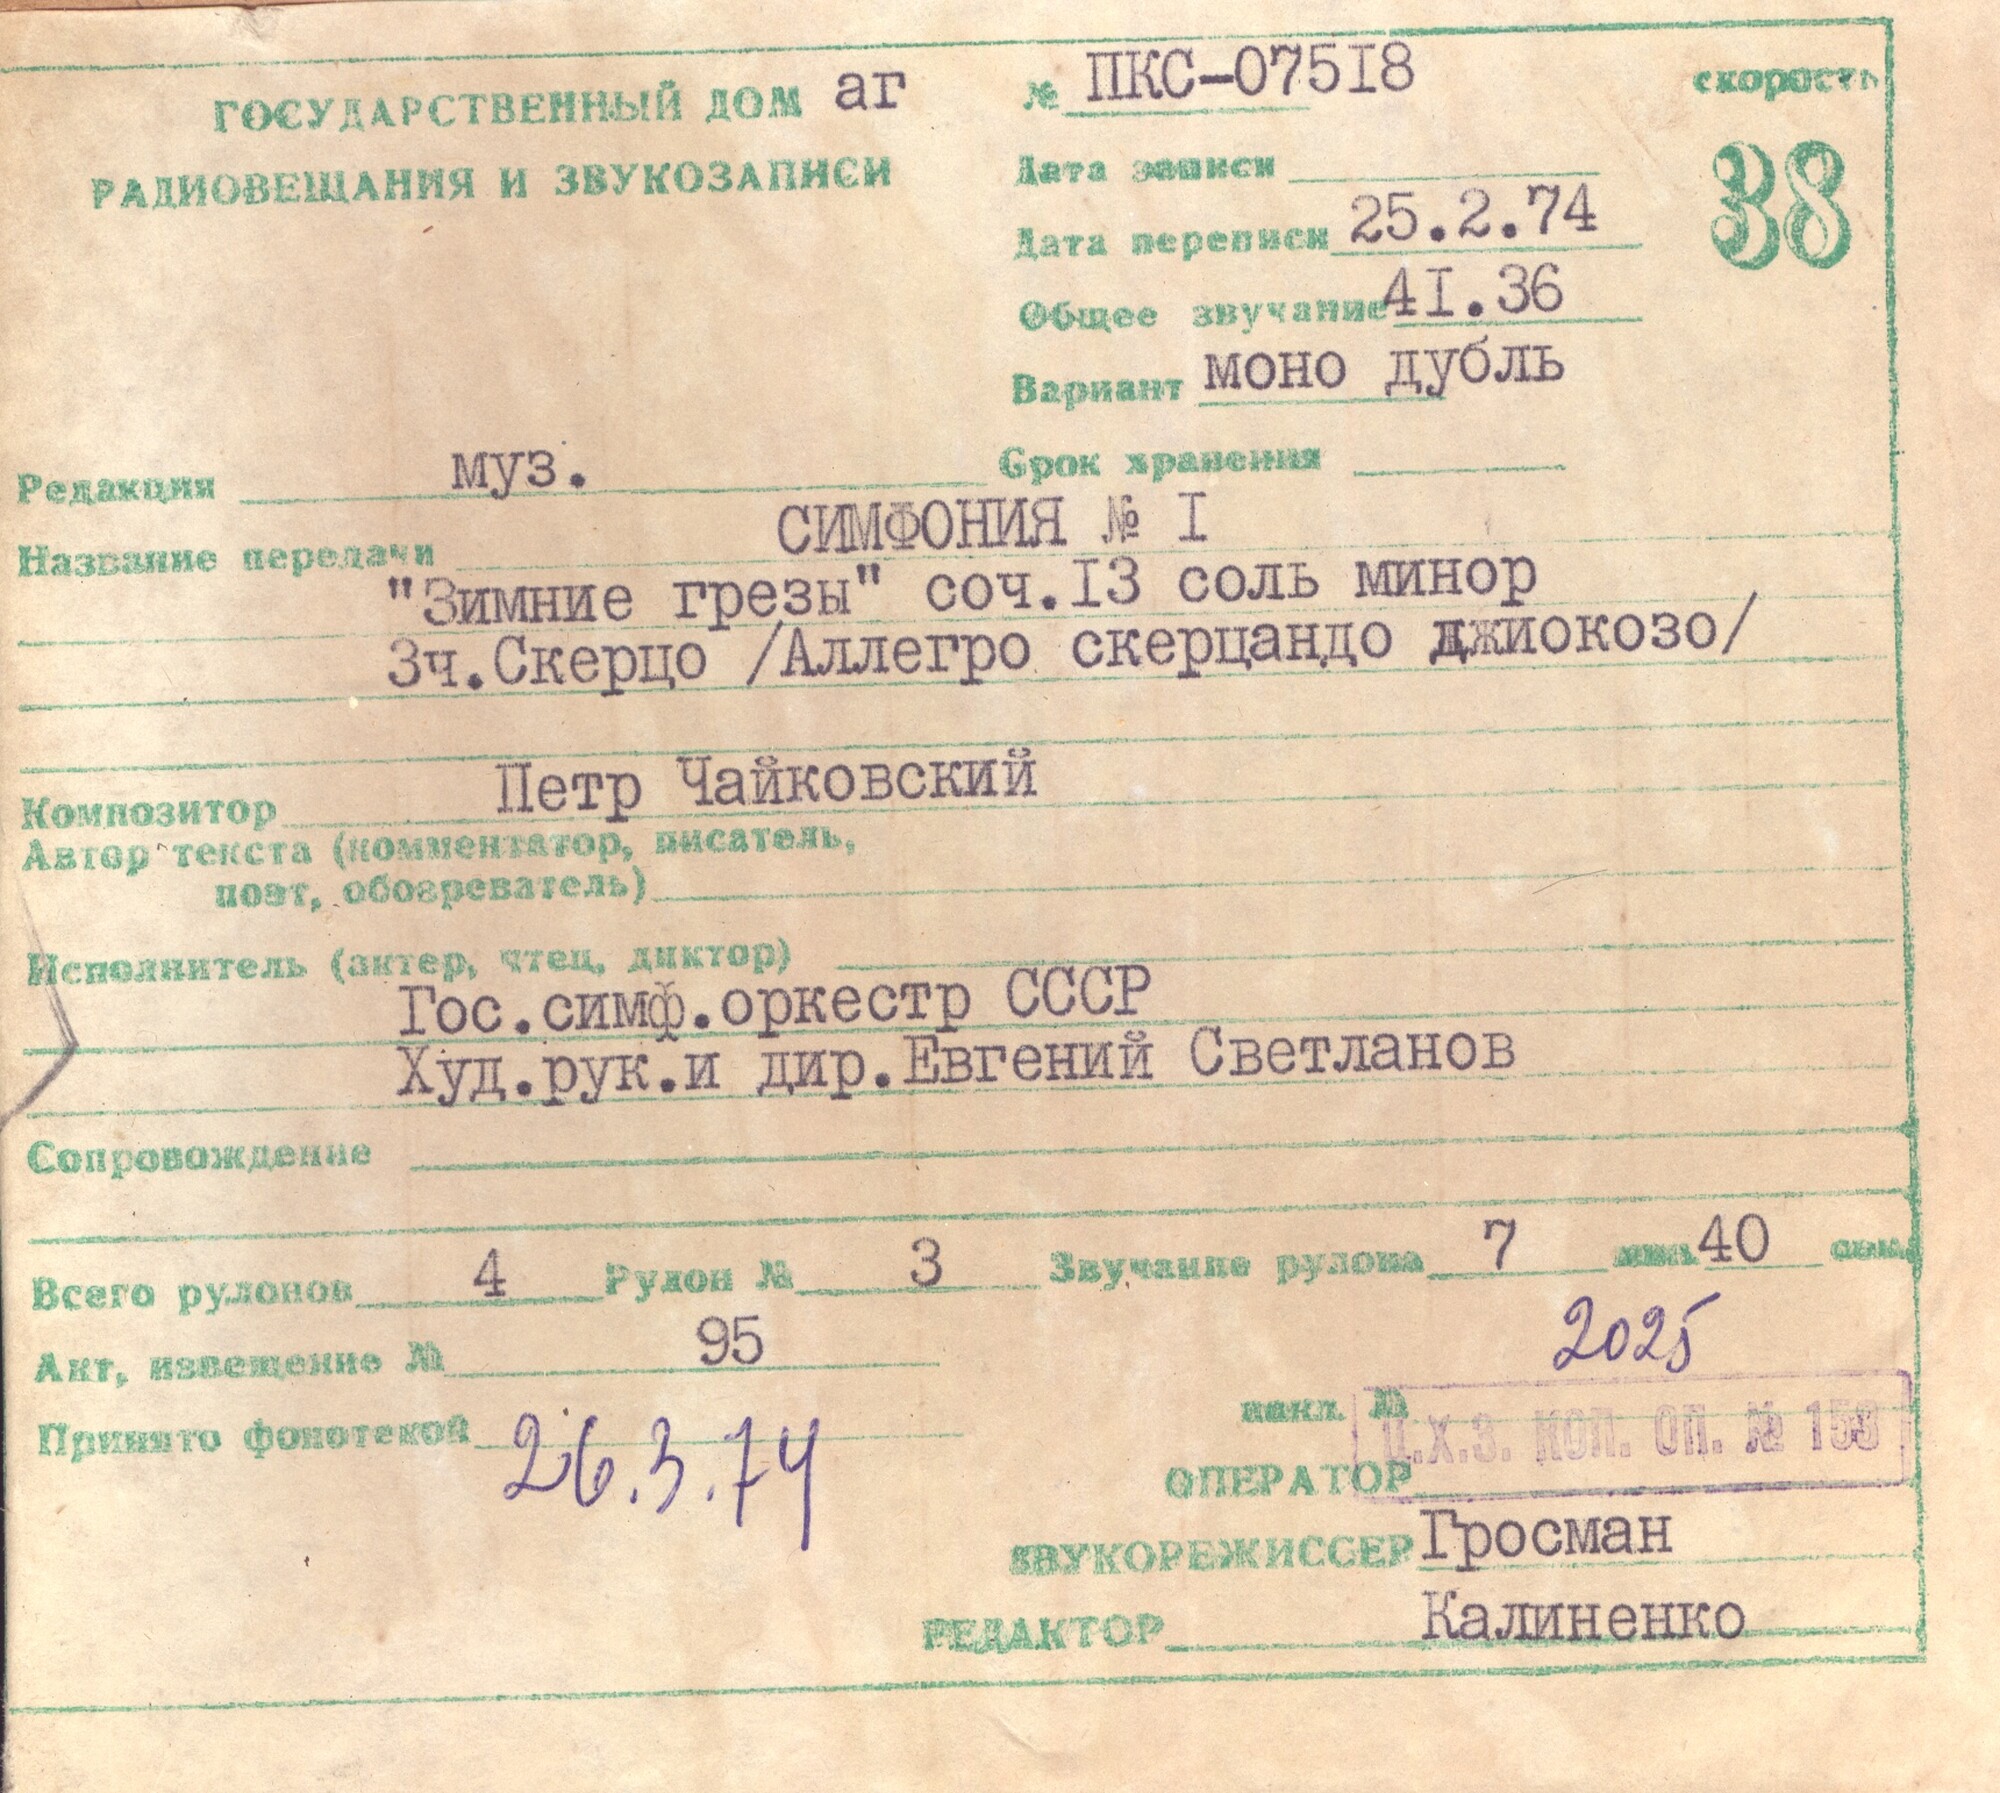 ГОСУДАРСТВЕННЫЙ ДОМ аг
РАДИОВЕЩАНИЯ И ЗВУКОЗАПИСИ
№ ПКС-07518
скорость
38
Дата записи
Дата переписи 25.2.74
Общее звучание 41.36
Вариант моно дубль
Срок хранения
Редакция муз.
Название передачи СИМФОНИЯ № I
"Зимние грезы" соч.13 соль минор
3ч.Скерцо /Аллегро скерцандо джиокозо/
Композитор Петр Чайковский
Автор текста (комментатор, писатель,
поэт, обозреватель)
Исполнитель (актер, чтец, диктор)
Гос.симф.оркестр СССР
Худ.рук.и дир.Евгений Светланов
Сопровождение
Всего рулонов 4 Рулон № 3 Звучание рулона 7 мин. 40 сек.
Акт, извещение № 95
2025
Принято фонотекой 26.3.74
накл. №
Ц.Х.З. КОП. ОП. № 153
ОПЕРАТОР
ЗВУКОРЕЖИССЕР Гросман
РЕДАКТОР Калиненко